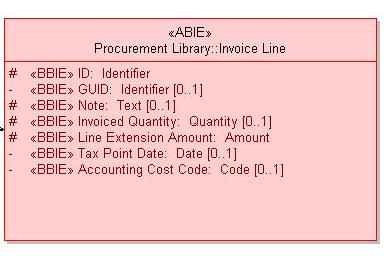 «ABIE»
Procurement Library::Invoice Line
# «BBIE» ID: Identifier
- «BBIE» GUID: Identifier [0..1]
# «BBIE» Note: Text [0..1]
# «BBIE» Invoiced Quantity: Quantity [0..1]
# «BBIE» Line Extension Amount: Amount
- «BBIE» Tax Point Date: Date [0..1]
- «BBIE» Accounting Cost Code: Code [0..1]